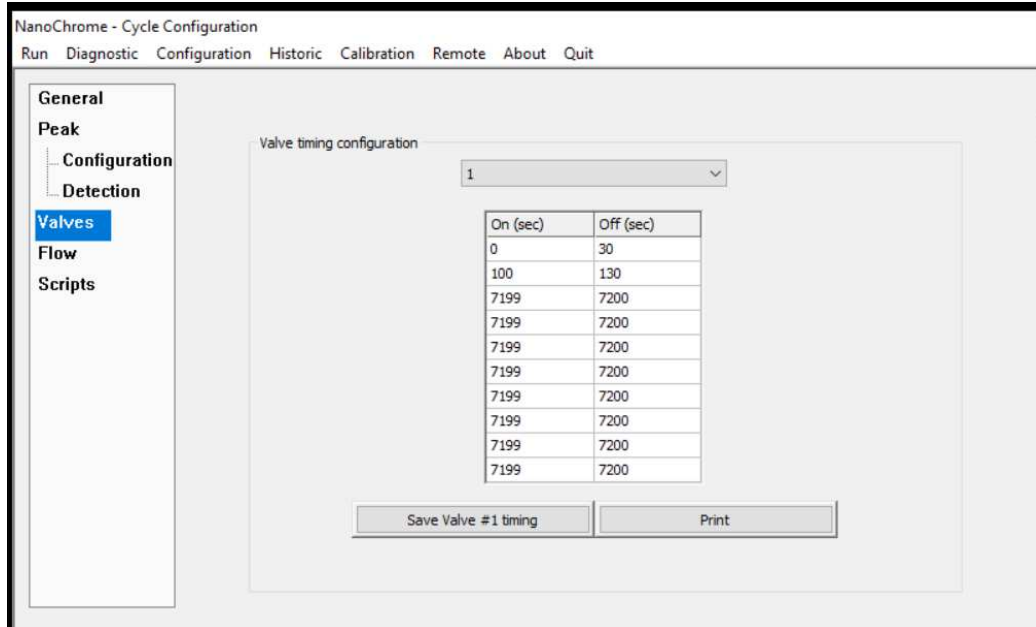 NanoChrome - Cycle Configuration
Run Diagnostic Configuration Historic Calibration Remote About Quit
General
Peak
Configuration
Detection
Valves
Flow
Scripts
Valve timing configuration
1
On (sec) Off (sec)
0 30
100 130
7199 7200
7199 7200
7199 7200
7199 7200
7199 7200
7199 7200
7199 7200
7199 7200
Save Valve #1 timing Print